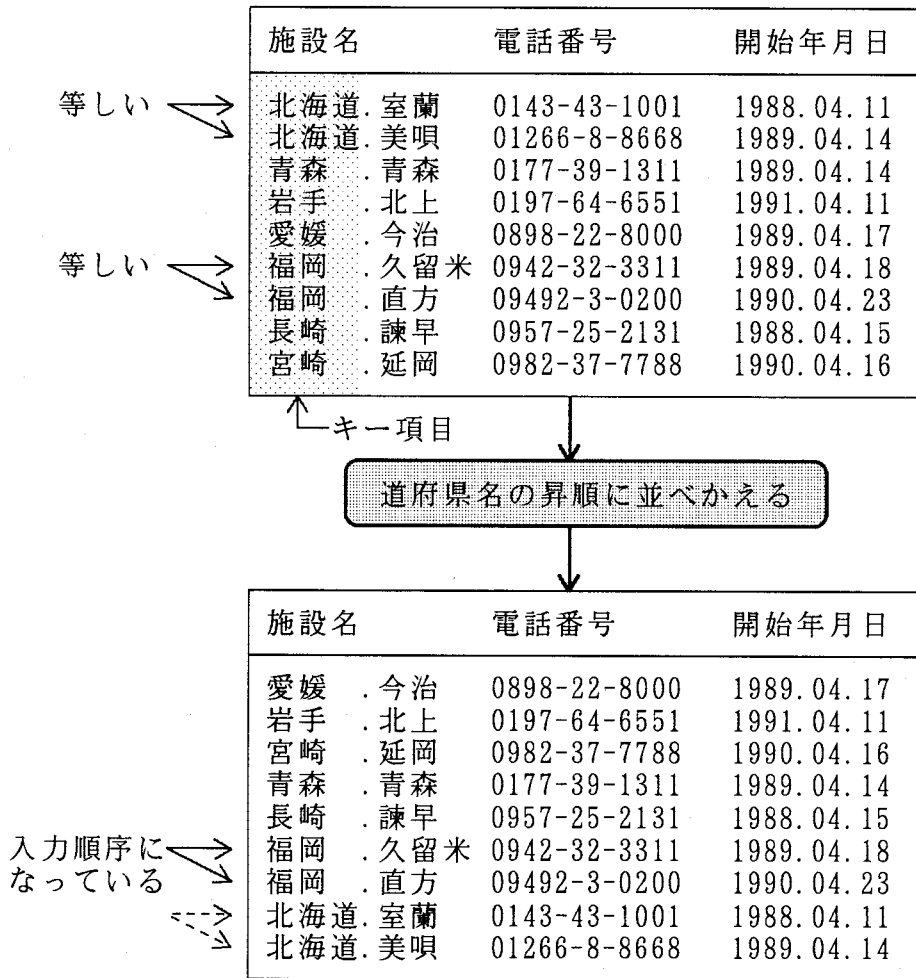 施設名 電話番号 開始年月日
等しい 北海道.室蘭 0143-43-1001 1988.04.11
北海道.美唄 01266-8-8668 1989.04.14
青森 .青森 0177-39-1311 1989.04.14
岩手 .北上 0197-64-6551 1991.04.11
愛媛 .今治 0898-22-8000 1989.04.17
等しい 福岡 .久留米 0942-32-3311 1989.04.18
福岡 .直方 09492-3-0200 1990.04.23
長崎 .諫早 0957-25-2131 1988.04.15
宮崎 .延岡 0982-37-7788 1990.04.16
キー項目
道府県名の昇順に並べかえる
施設名 電話番号 開始年月日
愛媛 .今治 0898-22-8000 1989.04.17
岩手 .北上 0197-64-6551 1991.04.11
宮崎 .延岡 0982-37-7788 1990.04.16
青森 .青森 0177-39-1311 1989.04.14
長崎 .諫早 0957-25-2131 1988.04.15
入力順序に 福岡 .久留米 0942-32-3311 1989.04.18
なっている 福岡 .直方 09492-3-0200 1990.04.23
北海道.室蘭 0143-43-1001 1988.04.11
北海道.美唄 01266-8-8668 1989.04.14